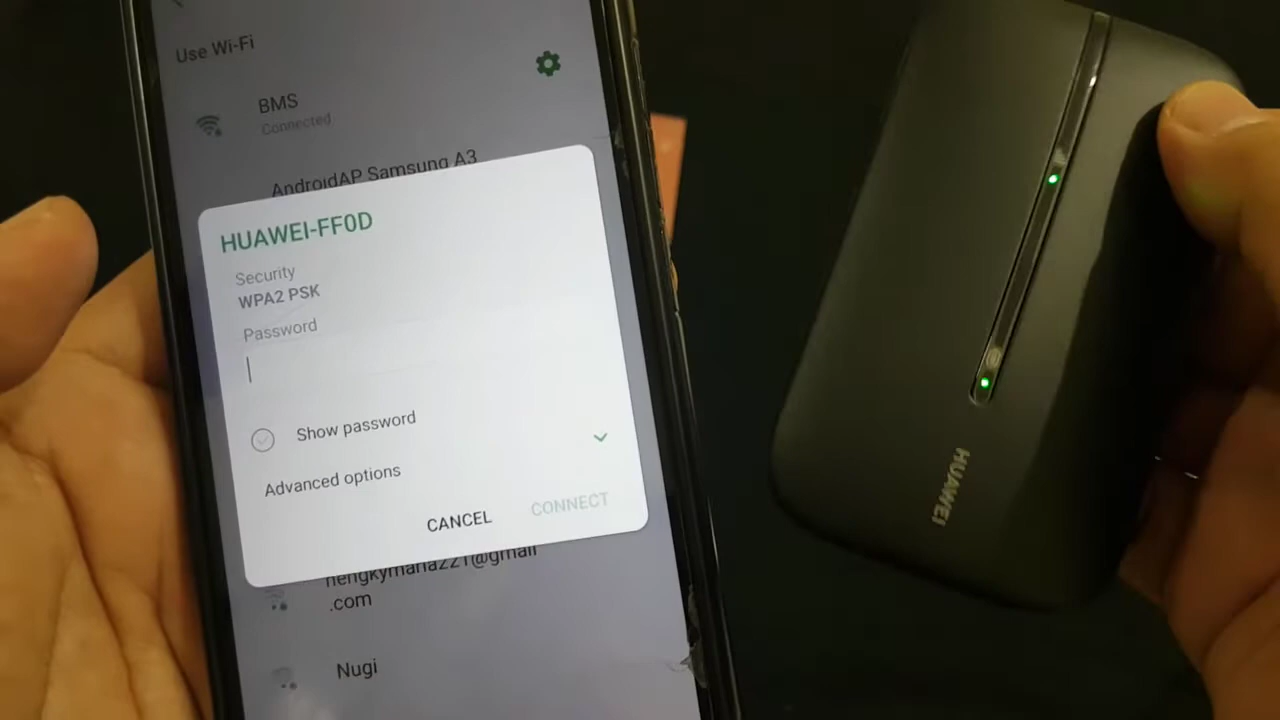 Use Wi-Fi
BMS
Connected
AndroidAP Samsung A3
HUAWEI-FF0D
Security
WPA2 PSK
Password
Show password
Advanced options
CANCEL
CONNECT
.com
Nugi
HUAWEI